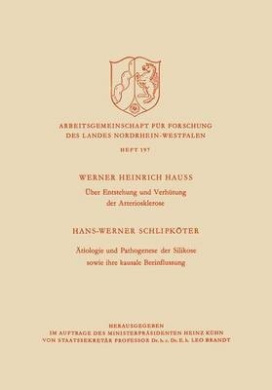 ARBEITSGEMEINSCHAFT FÜR FORSCHUNG
DES LANDES NORDRHEIN-WESTFALEN
HEFT 197
WERNER HEINRICH HAUSS
Über Entstehung und Verhütung
der Arteriosklerose
HANS-WERNER SCHLIPKÖTER
Ätiologie und Pathogenese der Silikose
sowie ihre kausale Beeinflussung
HERAUSGEGEBEN
IM AUFTRAGE DES MINISTERPRÄSIDENTEN HEINZ KÜHN
VON STAATSSEKRETÄR PROFESSOR Dr. h. c. Dr. E. h. LEO BRANDT